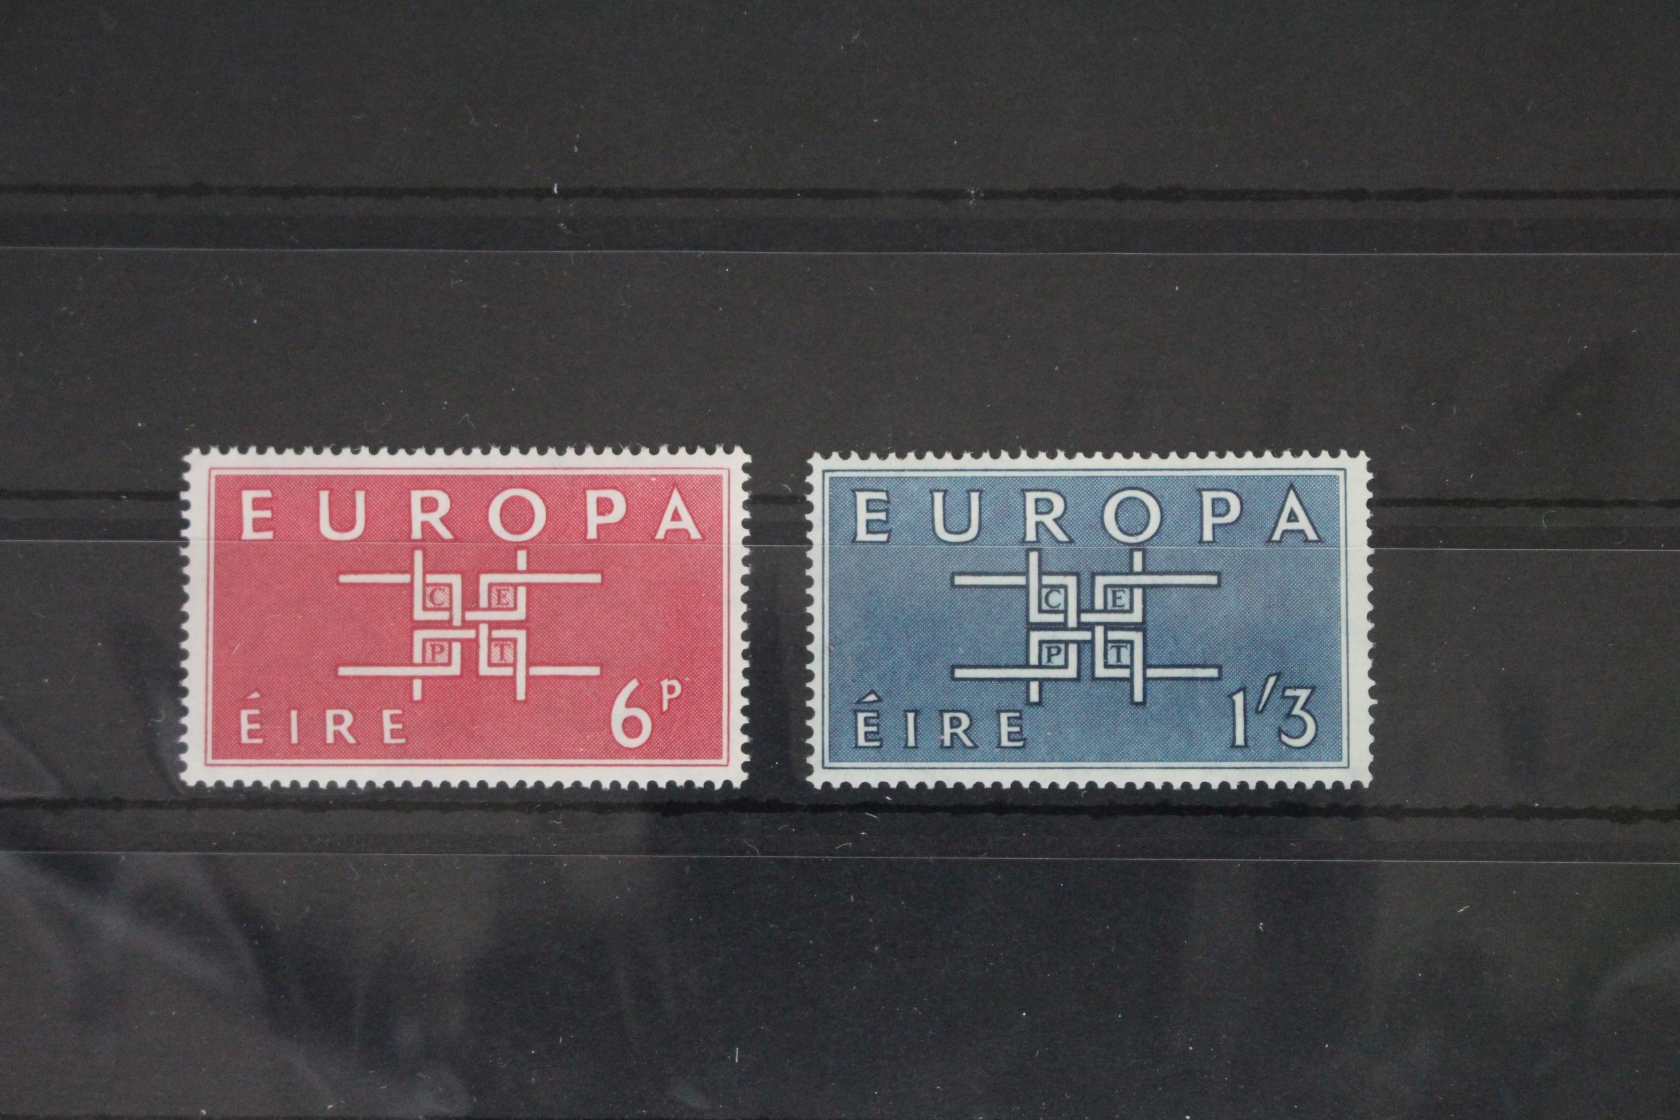 EUROPA
C E
P T
ÉIRE 6p
EUROPA
C E
P T
ÉIRE 1/3